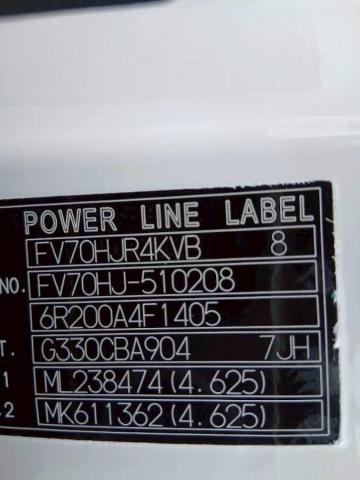 POWER LINE LABEL
FV70HJR4KVB 8
NO. FV70HJ-510208
6R200A4F1405
T. G330CBA904 7JH
1 ML238474(4.625)
.2 MK611362(4.625)